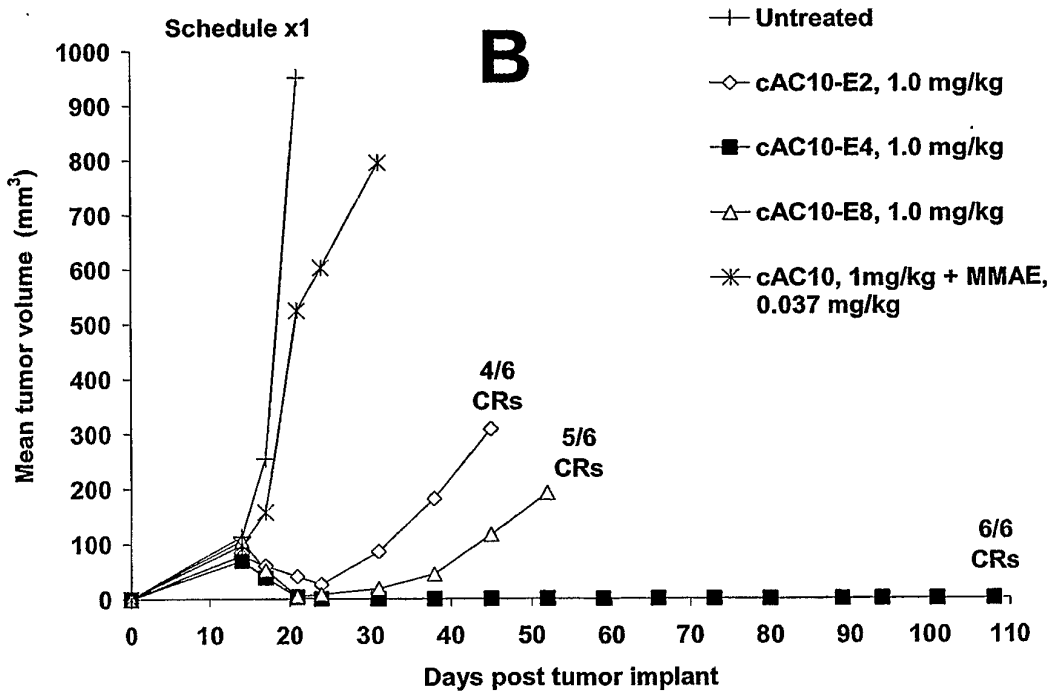 Schedule x1
B
Untreated
cAC10-E2, 1.0 mg/kg
cAC10-E4, 1.0 mg/kg
cAC10-E8, 1.0 mg/kg
cAC10, 1mg/kg + MMAE,
0.037 mg/kg
Mean tumor volume (mm³)
1000
900
800
700
600
500
400
300
200
100
0
4/6
CRs
5/6
CRs
6/6
CRs
0 10 20 30 40 50 60 70 80 90 100 110
Days post tumor implant